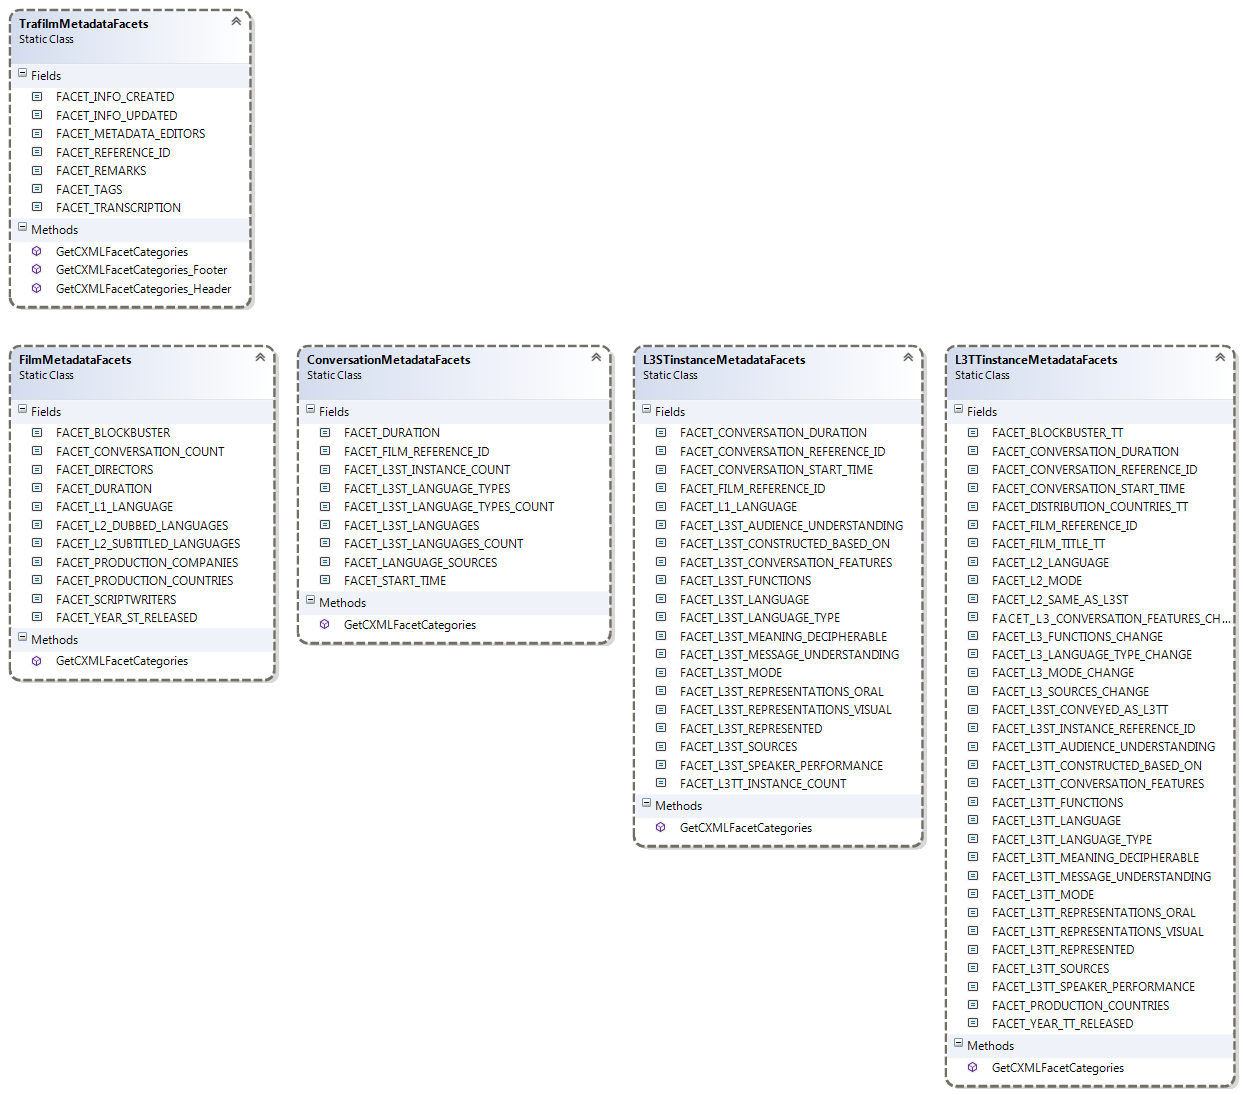 TrafilmMetadataFacets
Static Class
Fields
FACET_INFO_CREATED
FACET_INFO_UPDATED
FACET_METADATA_EDITORS
FACET_REFERENCE_ID
FACET_REMARKS
FACET_TAGS
FACET_TRANSCRIPTION
Methods
GetCXMLFacetCategories
GetCXMLFacetCategories_Footer
GetCXMLFacetCategories_Header
FilmMetadataFacets
Static Class
Fields
FACET_BLOCKBUSTER
FACET_CONVERSATION_COUNT
FACET_DIRECTORS
FACET_DURATION
FACET_L1_LANGUAGE
FACET_L2_DUBBED_LANGUAGES
FACET_L2_SUBTITLED_LANGUAGES
FACET_PRODUCTION_COMPANIES
FACET_PRODUCTION_COUNTRIES
FACET_SCRIPTWRITERS
FACET_YEAR_ST_RELEASED
Methods
GetCXMLFacetCategories
ConversationMetadataFacets
Static Class
Fields
FACET_DURATION
FACET_FILM_REFERENCE_ID
FACET_L3ST_INSTANCE_COUNT
FACET_L3ST_LANGUAGE_TYPES
FACET_L3ST_LANGUAGE_TYPES_COUNT
FACET_L3ST_LANGUAGES
FACET_L3ST_LANGUAGES_COUNT
FACET_LANGUAGE_SOURCES
FACET_START_TIME
Methods
GetCXMLFacetCategories
L3STinstanceMetadataFacets
Static Class
Fields
FACET_CONVERSATION_DURATION
FACET_CONVERSATION_REFERENCE_ID
FACET_CONVERSATION_START_TIME
FACET_FILM_REFERENCE_ID
FACET_L1_LANGUAGE
FACET_L3ST_AUDIENCE_UNDERSTANDING
FACET_L3ST_CONSTRUCTED_BASED_ON
FACET_L3ST_CONVERSATION_FEATURES
FACET_L3ST_FUNCTIONS
FACET_L3ST_LANGUAGE
FACET_L3ST_LANGUAGE_TYPE
FACET_L3ST_MEANING_DECIPHERABLE
FACET_L3ST_MESSAGE_UNDERSTANDING
FACET_L3ST_MODE
FACET_L3ST_REPRESENTATIONS_ORAL
FACET_L3ST_REPRESENTATIONS_VISUAL
FACET_L3ST_REPRESENTED
FACET_L3ST_SOURCES
FACET_L3ST_SPEAKER_PERFORMANCE
FACET_L3TT_INSTANCE_COUNT
Methods
GetCXMLFacetCategories
L3TTinstanceMetadataFacets
Static Class
Fields
FACET_BLOCKBUSTER_TT
FACET_CONVERSATION_DURATION
FACET_CONVERSATION_REFERENCE_ID
FACET_CONVERSATION_START_TIME
FACET_DISTRIBUTION_COUNTRIES_TT
FACET_FILM_REFERENCE_ID
FACET_FILM_TITLE_TT
FACET_L2_LANGUAGE
FACET_L2_MODE
FACET_L2_SAME_AS_L3ST
FACET_L3_CONVERSATION_FEATURES_CH...
FACET_L3_FUNCTIONS_CHANGE
FACET_L3_LANGUAGE_TYPE_CHANGE
FACET_L3_MODE_CHANGE
FACET_L3_SOURCES_CHANGE
FACET_L3ST_CONVEYED_AS_L3TT
FACET_L3ST_INSTANCE_REFERENCE_ID
FACET_L3TT_AUDIENCE_UNDERSTANDING
FACET_L3TT_CONSTRUCTED_BASED_ON
FACET_L3TT_CONVERSATION_FEATURES
FACET_L3TT_FUNCTIONS
FACET_L3TT_LANGUAGE
FACET_L3TT_LANGUAGE_TYPE
FACET_L3TT_MEANING_DECIPHERABLE
FACET_L3TT_MESSAGE_UNDERSTANDING
FACET_L3TT_MODE
FACET_L3TT_REPRESENTATIONS_ORAL
FACET_L3TT_REPRESENTATIONS_VISUAL
FACET_L3TT_REPRESENTED
FACET_L3TT_SOURCES
FACET_L3TT_SPEAKER_PERFORMANCE
FACET_PRODUCTION_COUNTRIES
FACET_YEAR_TT_RELEASED
Methods
GetCXMLFacetCategories